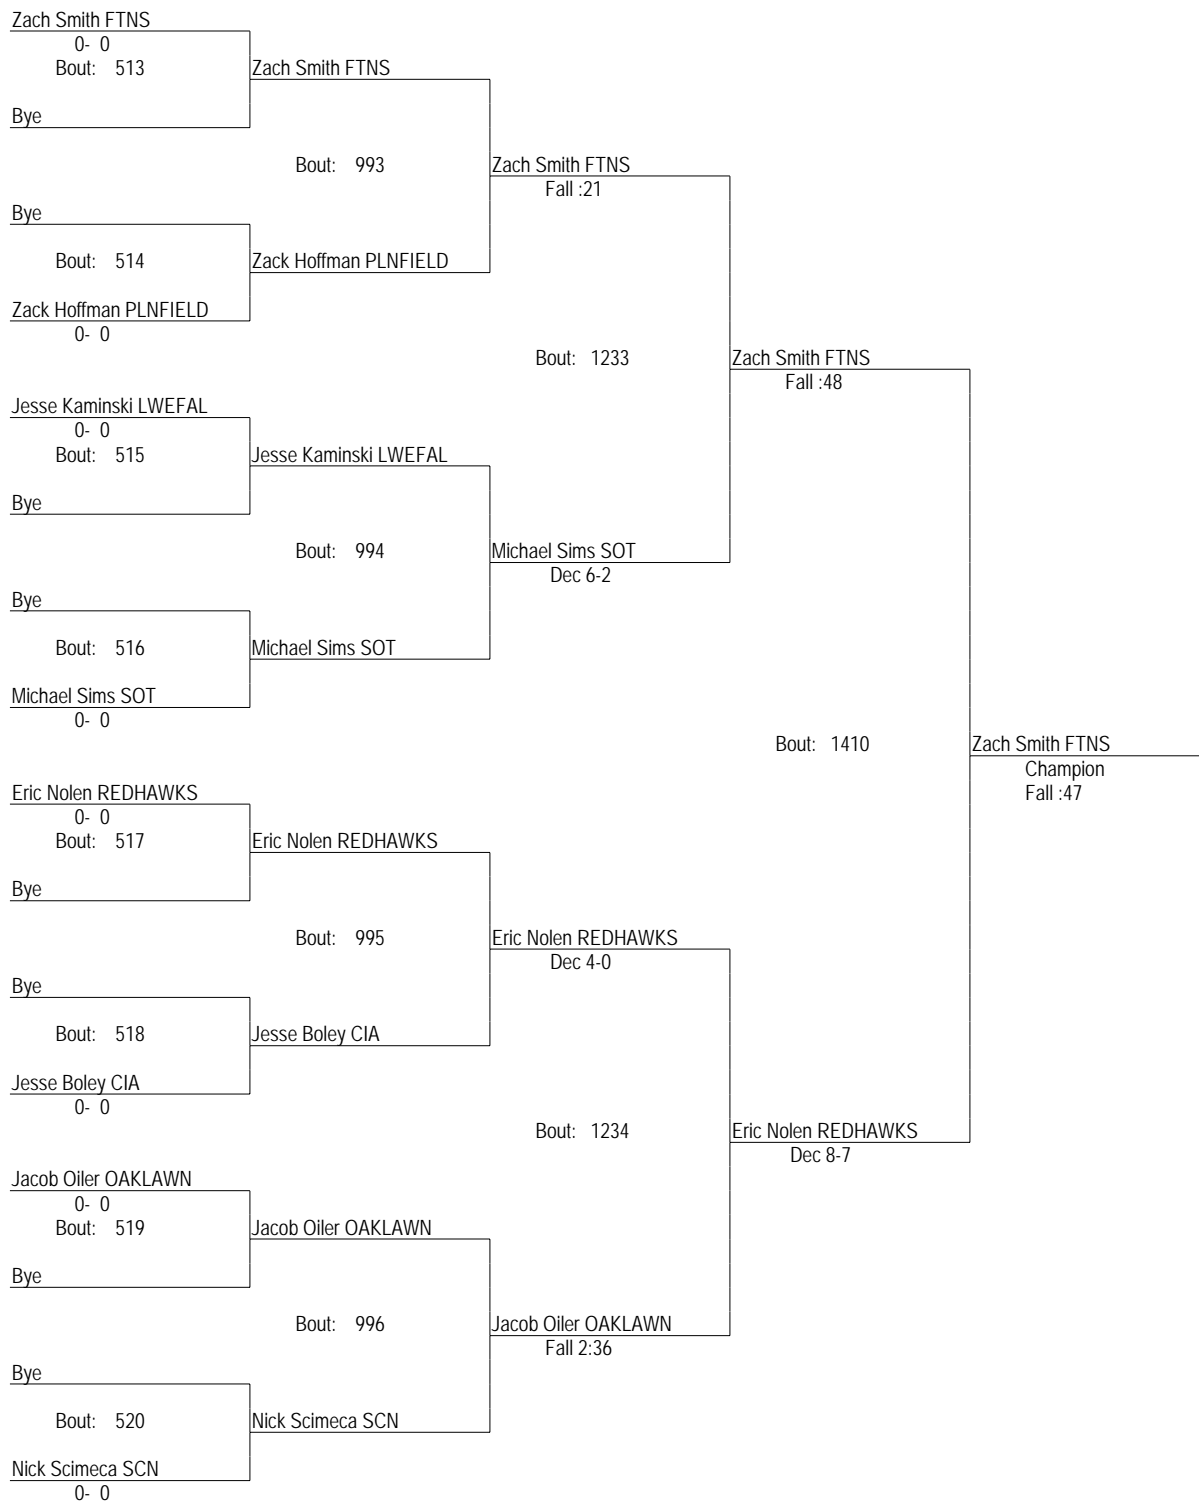 Zach Smith FTNS
0- 0
Bout: 513
Zach Smith FTNS
Bye
Bout: 993
Zach Smith FTNS
Fall :21
Bye
Bout: 514
Zack Hoffman PLNFIELD
Zack Hoffman PLNFIELD
0- 0
Bout: 1233
Zach Smith FTNS
Fall :48
Jesse Kaminski LWEFAL
0- 0
Bout: 515
Jesse Kaminski LWEFAL
Bye
Bout: 994
Michael Sims SOT
Dec 6-2
Bye
Bout: 516
Michael Sims SOT
Michael Sims SOT
0- 0
Bout: 1410
Zach Smith FTNS
Champion
Fall :47
Eric Nolen REDHAWKS
0- 0
Bout: 517
Eric Nolen REDHAWKS
Bye
Bout: 995
Eric Nolen REDHAWKS
Dec 4-0
Bye
Bout: 518
Jesse Boley CIA
Jesse Boley CIA
0- 0
Bout: 1234
Eric Nolen REDHAWKS
Dec 8-7
Jacob Oiler OAKLAWN
0- 0
Bout: 519
Jacob Oiler OAKLAWN
Bye
Bout: 996
Jacob Oiler OAKLAWN
Fall 2:36
Bye
Bout: 520
Nick Scimeca SCN
Nick Scimeca SCN
0- 0